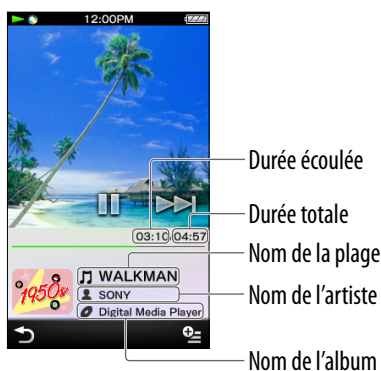 12:00PM
Durée écoulée
03:10/04:57
Durée totale
Nom de la plage
WALKMAN
1950s
SONY
Nom de l'artiste
Digital Media Player
Nom de l'album